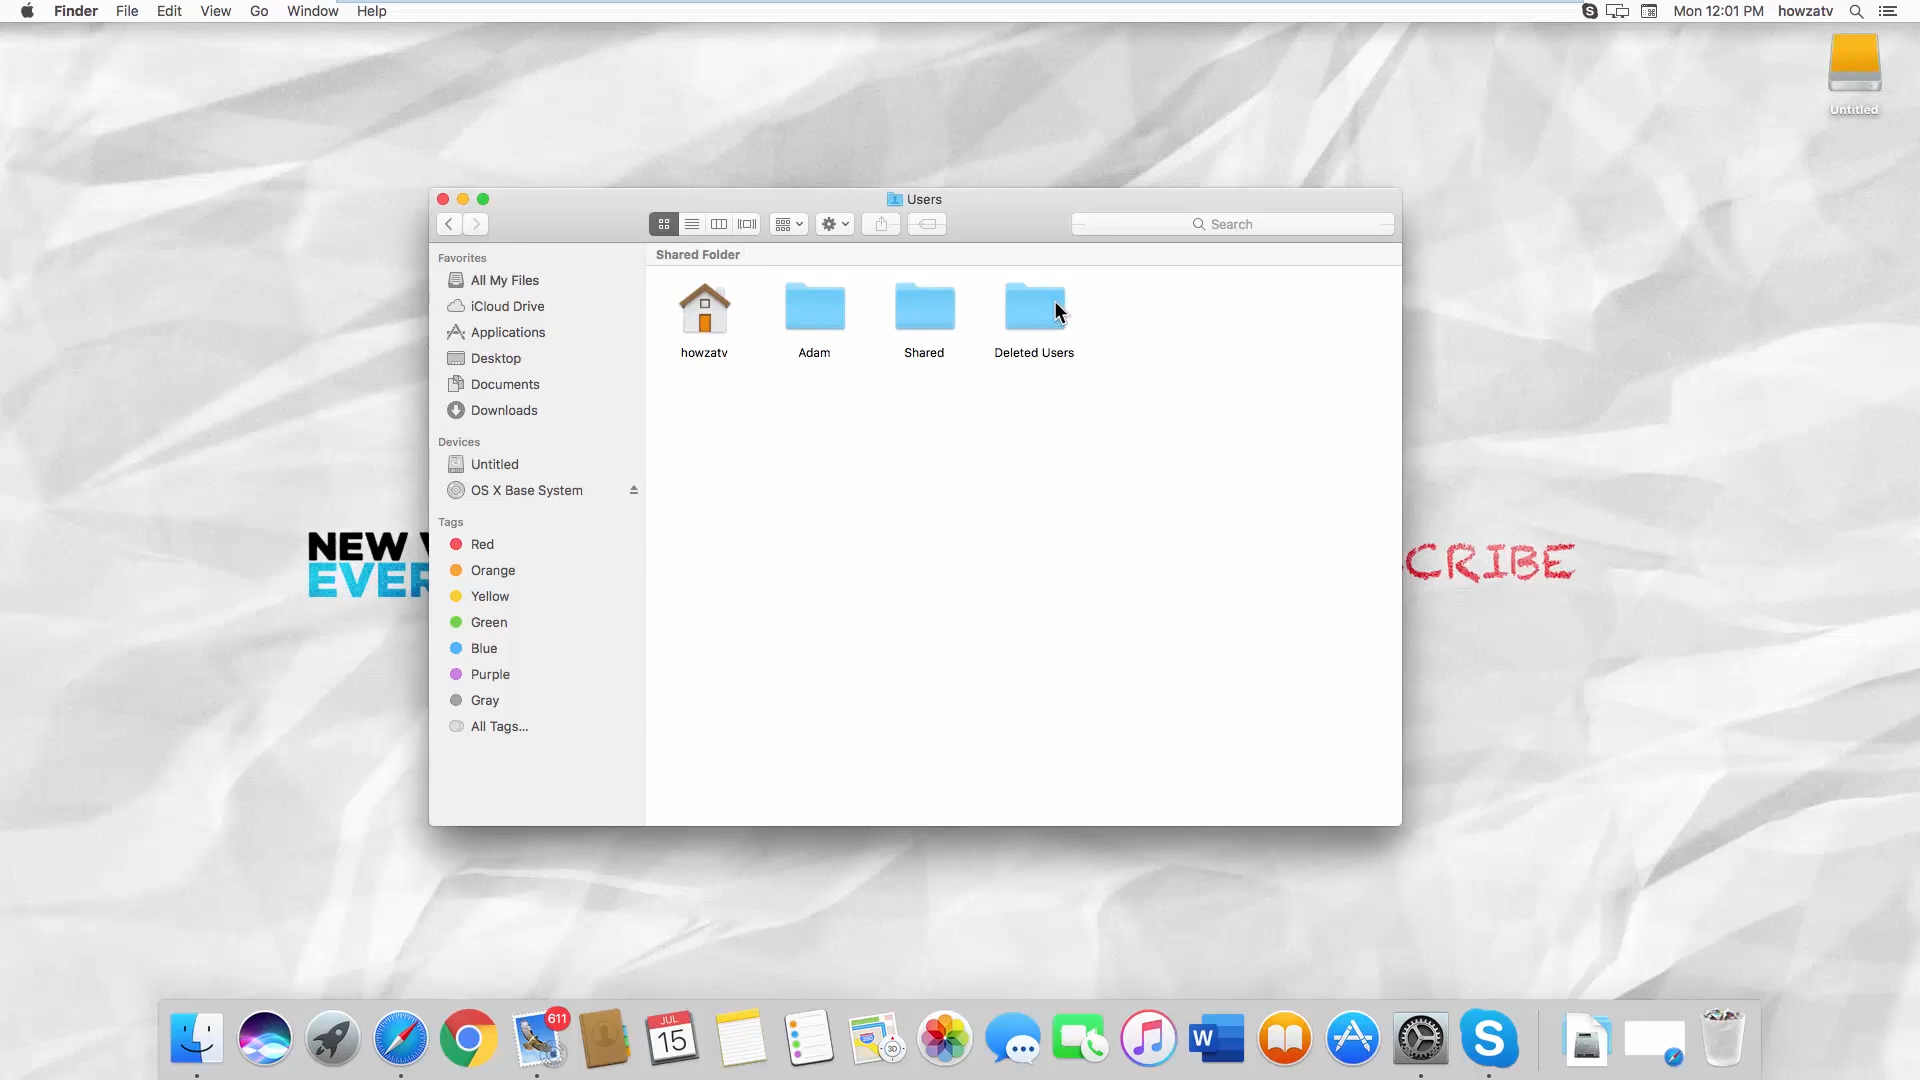 Finder File Edit View Go Window Help
Mon 12:01 PM howzatv
Untitled
Users
Search
Favorites
All My Files
iCloud Drive
Applications
Desktop
Documents
Downloads
Devices
Untitled
OS X Base System
Tags
Red
Orange
Yellow
Green
Blue
Purple
Gray
All Tags...
Shared Folder
howzatv Adam Shared Deleted Users
NEW
EVER
CRIBE
611
JUL
15
W
S